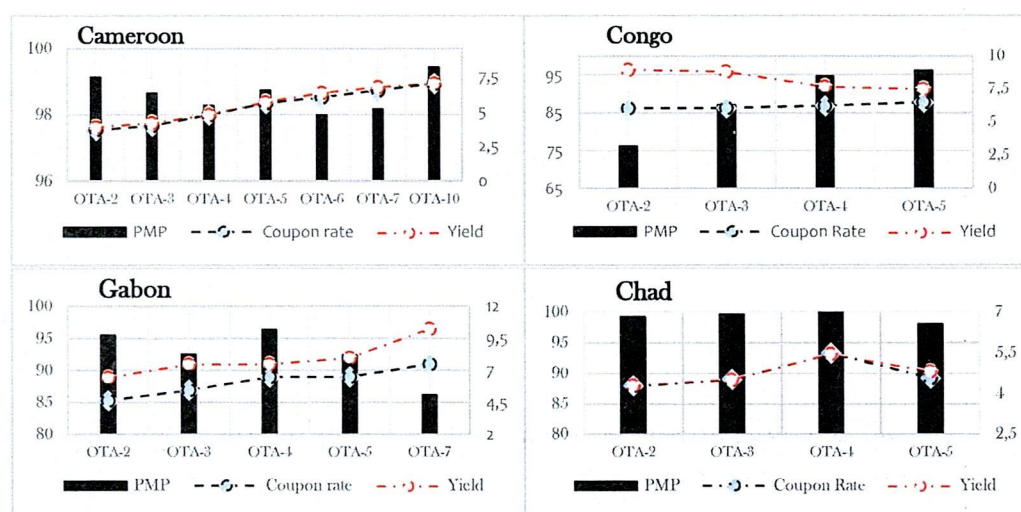 Cameroon
100
98
96
7,5
5
2,5
0
OTA-2 OTA-3 OTA-4 OTA-5 OTA-6 OTA-7 OTA-10
PMP Coupon rate Yield
Congo
95
85
75
65
10
7,5
5
2,5
0
OTA-2 OTA-3 OTA-4 OTA-5
PMP Coupon Rate Yield
Gabon
100
95
90
85
80
12
9,5
7
4,5
2
OTA-2 OTA-3 OTA-4 OTA-5 OTA-7
PMP Coupon rate Yield
Chad
100
95
90
85
80
7
5,5
4
2,5
OTA-2 OTA-3 OTA-4 OTA-5
PMP Coupon Rate Yield